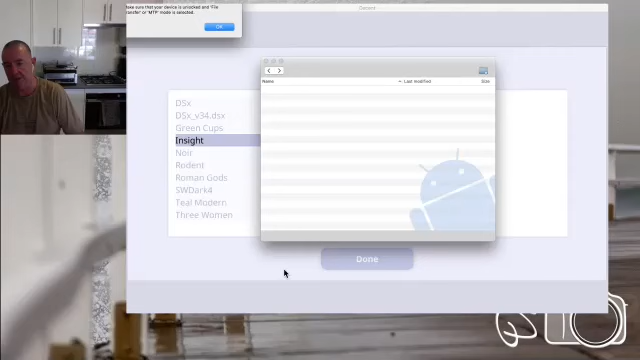 ake sure that your device is unlocked and "File
ransfer" or "MTP" mode is selected.
OK
Recent
Name
Last modified
Size
DSx
DSx_v34.dsx
Green Cups
Insight
Noir
Rodent
Roman Gods
SWDark4
Teal Modern
Three Women
Done